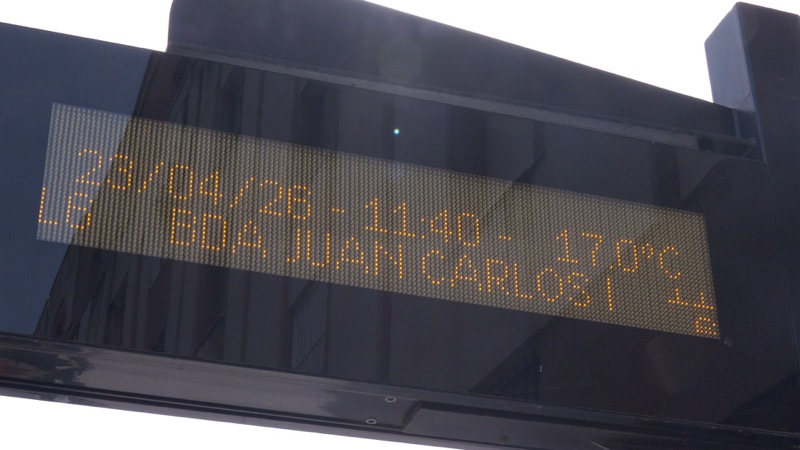 23/04/26 - 11:40 - 17.0°C
L6 BDA JUAN CARLOS I